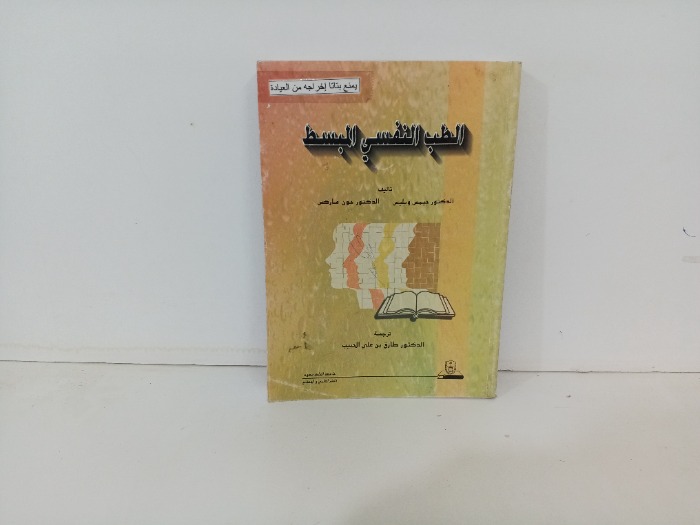 يمنع بتاتا إخراجه من العيادة
الطب النفسي المبسط
تأليف
الدكتور جيمس ويليس الدكتور جون ماركس
ترجمة
الدكتور طارق بن علي الحبيب